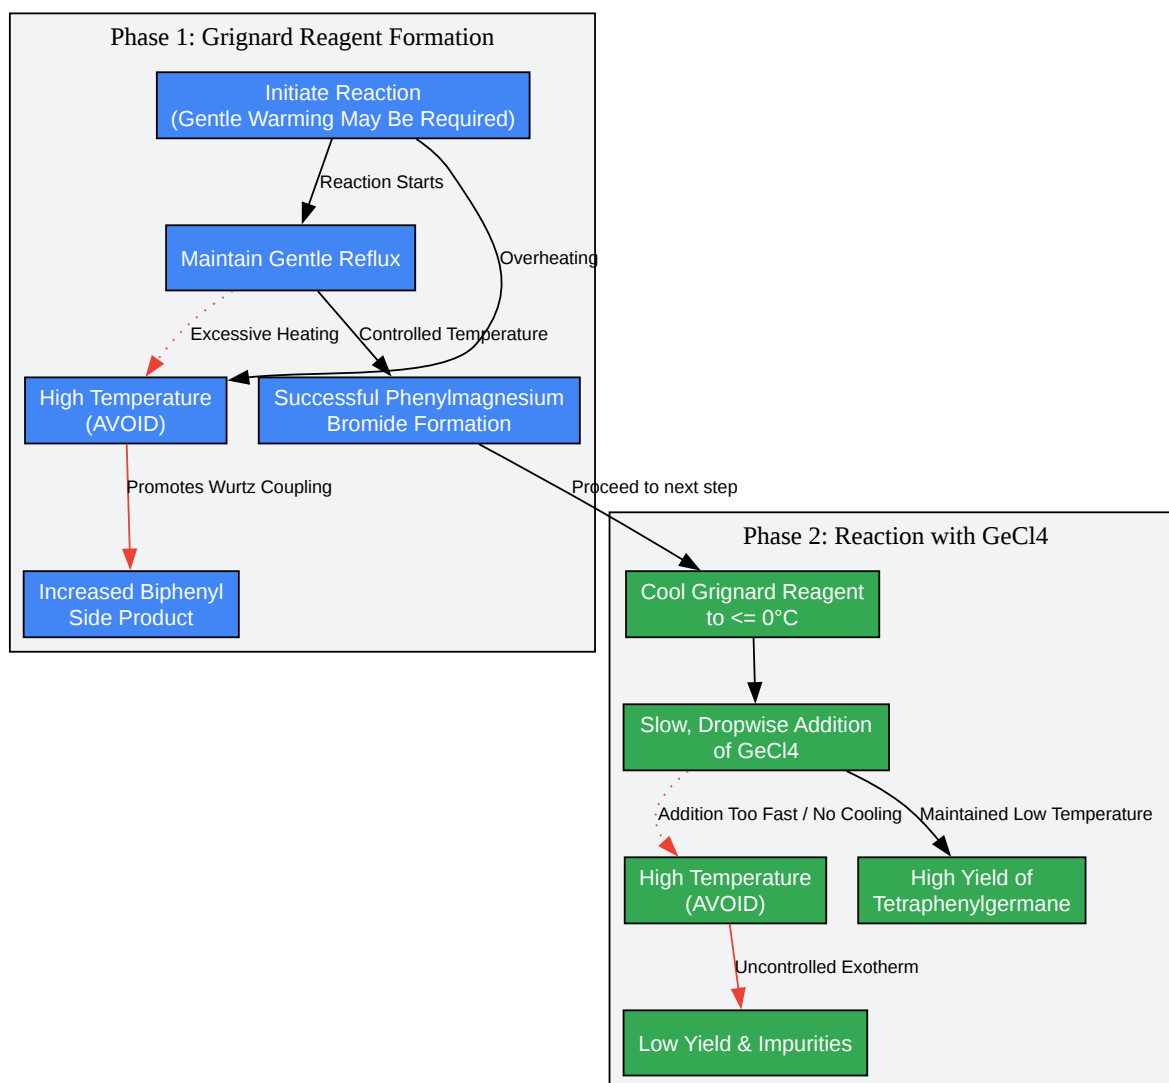 Phase 1: Grignard Reagent Formation
Initiate Reaction
(Gentle Warming May Be Required)
Reaction Starts
Maintain Gentle Reflux
Overheating
Excessive Heating
Controlled Temperature
High Temperature
(AVOID)
Successful Phenylmagnesium
Bromide Formation
Promotes Wurtz Coupling
Proceed to next step
Increased Biphenyl
Side Product
Phase 2: Reaction with GeCl4
Cool Grignard Reagent
to <= 0°C
Slow, Dropwise Addition
of GeCl4
Addition Too Fast / No Cooling
Maintained Low Temperature
High Temperature
(AVOID)
High Yield of
Tetraphenylgermane
Uncontrolled Exotherm
Low Yield & Impurities